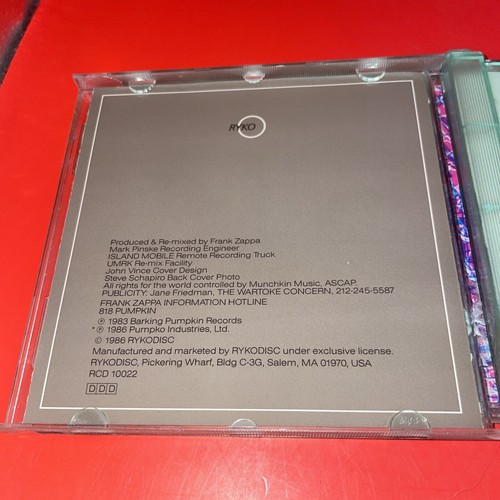 RYKO
Produced & Re-mixed by Frank Zappa
Mark Pinske Recording Engineer
ISLAND MOBILE Remote Recording Truck
UMRK Re-mix Facility
John Vince Cover Design
Steve Schapiro Back Cover Photo
All rights for the world controlled by Munchkin Music, ASCAP.
PUBLICITY: Jane Friedman, THE WARTOKE CONCERN, 212-245-5587
FRANK ZAPPA INFORMATION HOTLINE
818 PUMPKIN
℗ 1983 Barking Pumpkin Records
*℗ 1986 Pumpko Industries, Ltd.
© 1986 RYKODISC
Manufactured and marketed by RYKODISC under exclusive license.
RYKODISC, Pickering Wharf, Bldg C-3G, Salem, MA 01970, USA
RCD 10022
DDD